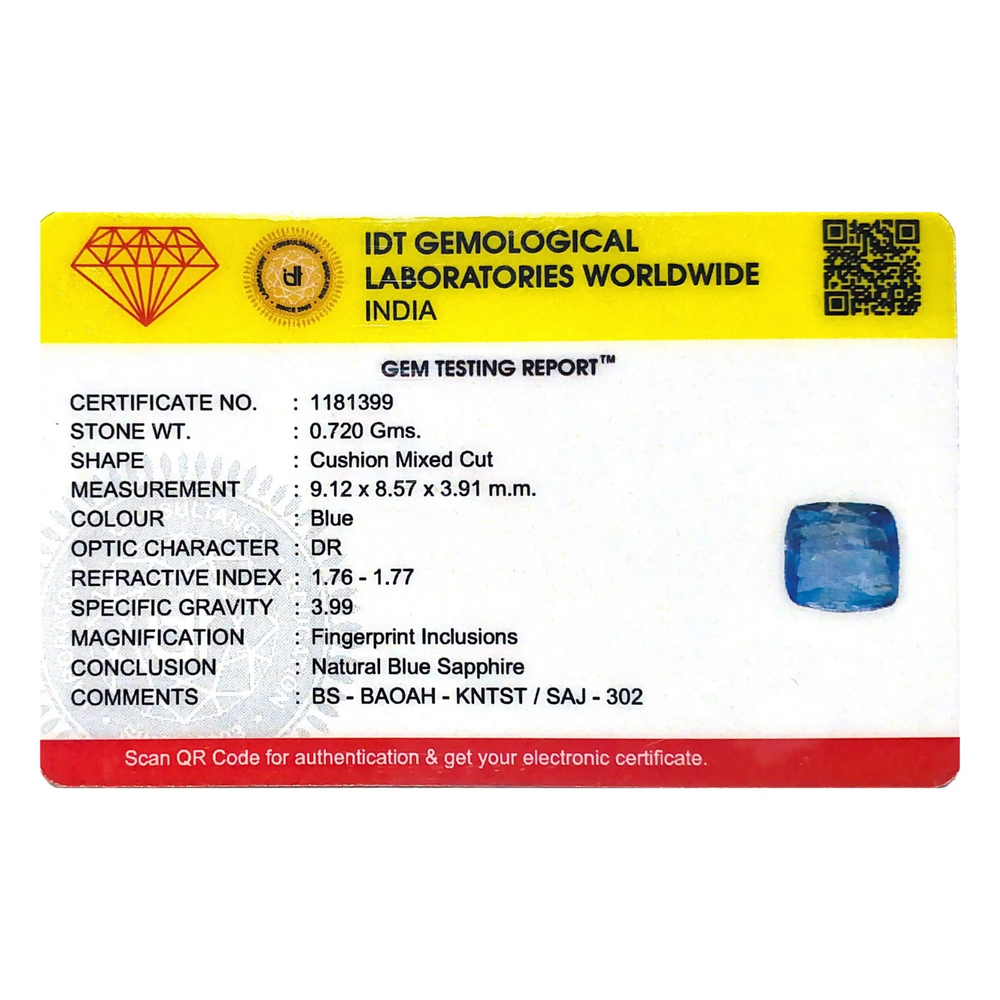 IDT GEMOLOGICAL
LABORATORIES WORLDWIDE
INDIA
CONSULTANCY
SINCE 2002
GEM TESTING REPORT™
CERTIFICATE NO. : 1181399
STONE WT. : 0.720 Gms.
SHAPE : Cushion Mixed Cut
MEASUREMENT : 9.12 x 8.57 x 3.91 m.m.
COLOUR : Blue
OPTIC CHARACTER : DR
REFRACTIVE INDEX : 1.76 - 1.77
SPECIFIC GRAVITY : 3.99
MAGNIFICATION : Fingerprint Inclusions
CONCLUSION : Natural Blue Sapphire
COMMENTS : BS - BAOAH - KNTST / SAJ - 302
Scan QR Code for authentication & get your electronic certificate.